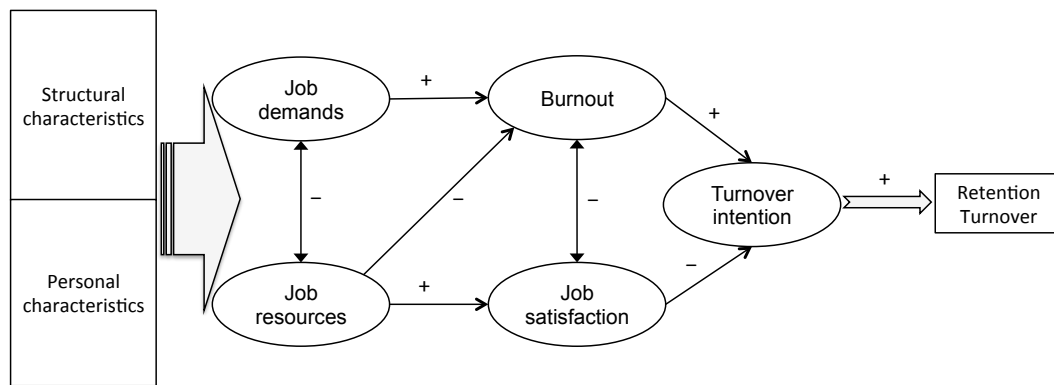 Structural
characteristics
Personal
characteristics
Job
demands
+
Burnout
+
–
–
–
Turnover
intention
+
Retention
Turnover
Job
resources
+
Job
satisfaction
–